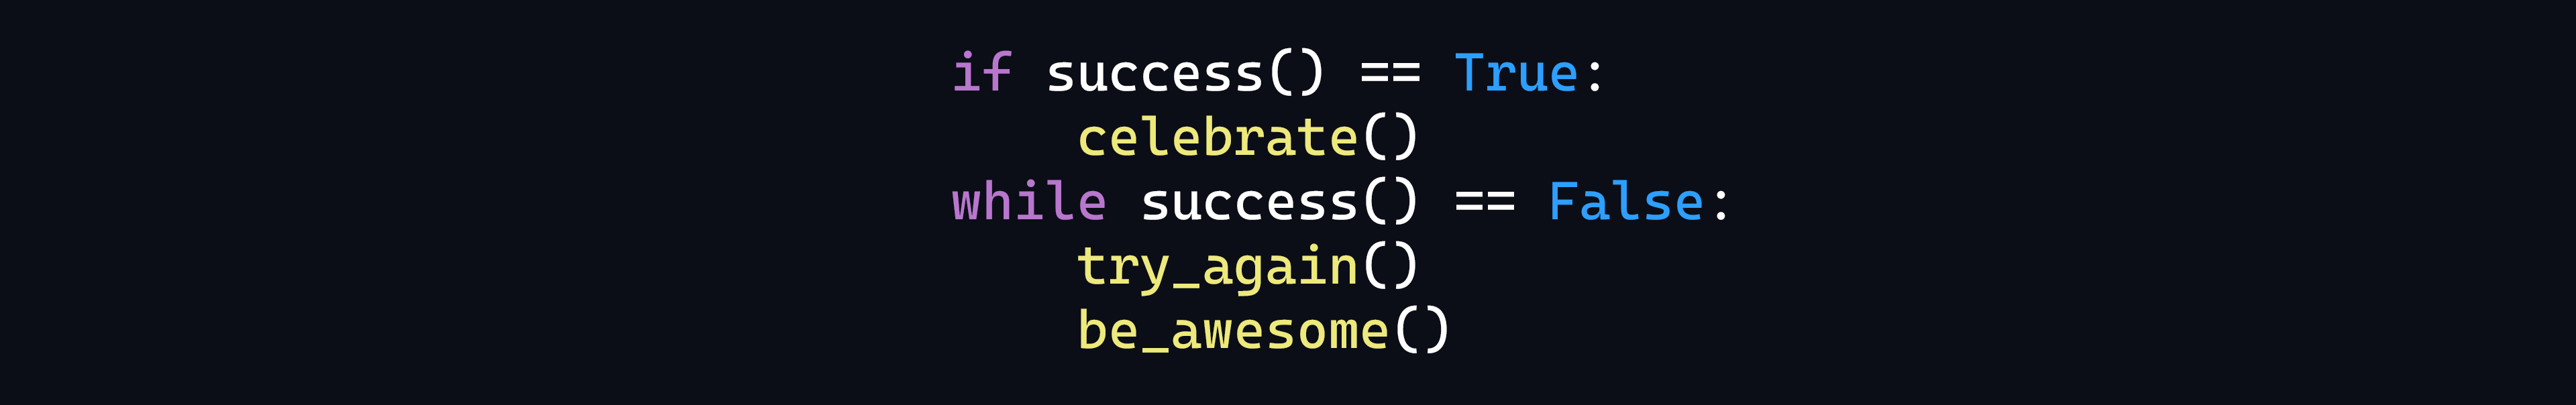 if success() == True:
    celebrate()
while success() == False:
    try_again()
    be_awesome()